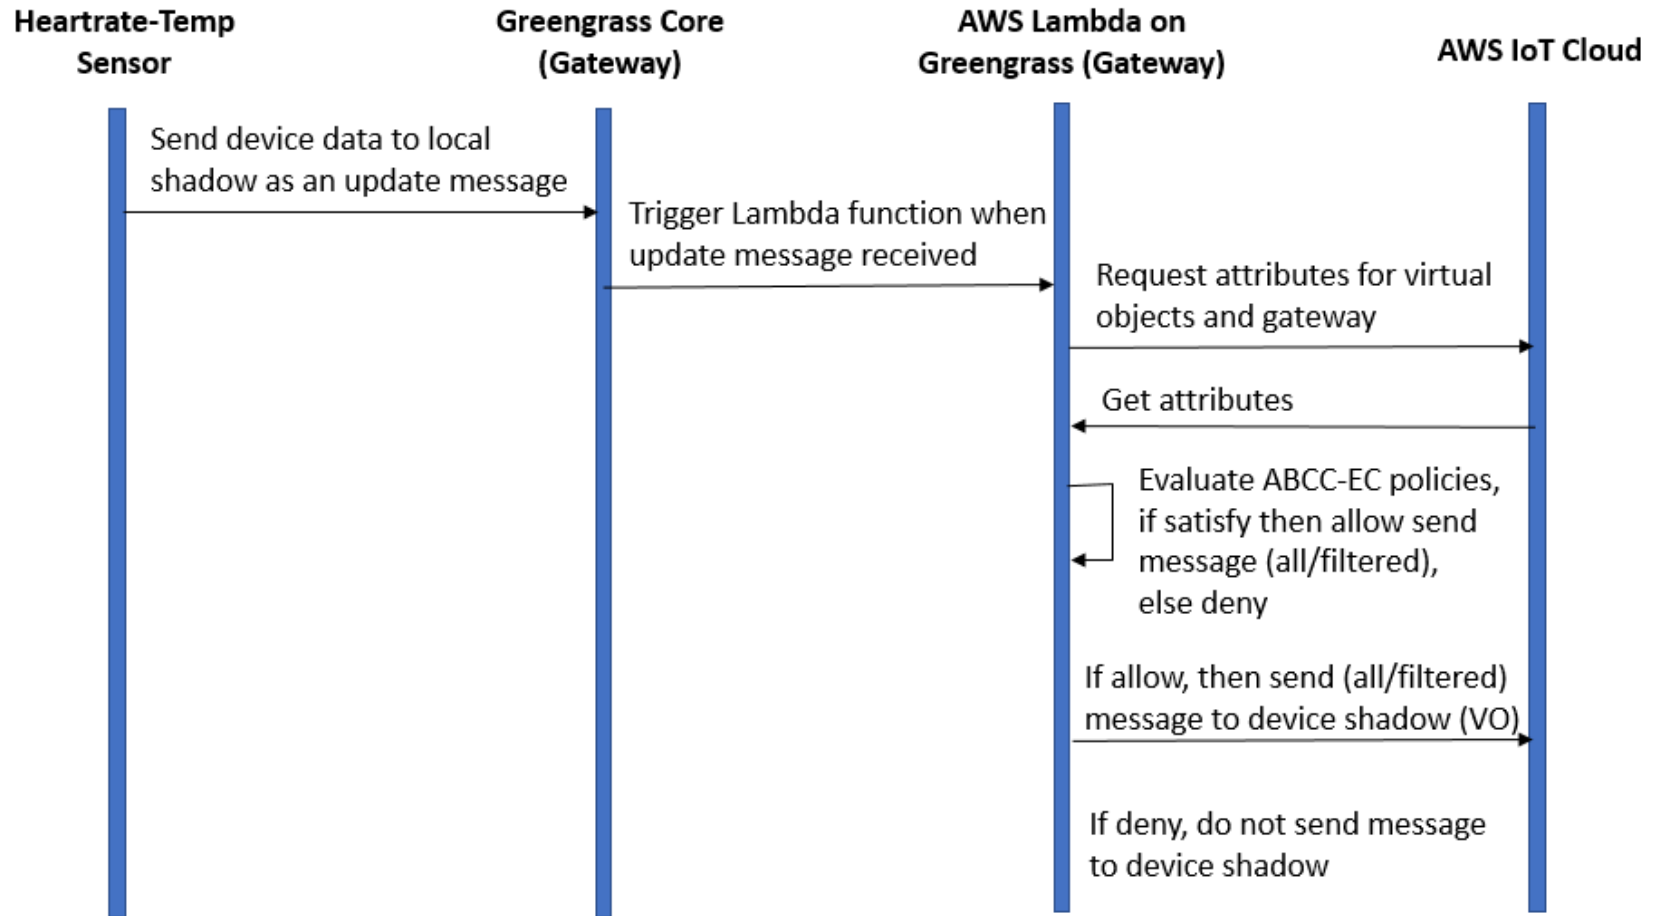 Heartrate-Temp
Sensor
Greengrass Core
(Gateway)
AWS Lambda on
Greengrass (Gateway)
AWS IoT Cloud
Send device data to local
shadow as an update message
Trigger Lambda function when
update message received
Request attributes for virtual
objects and gateway
Get attributes
Evaluate ABCC-EC policies,
if satisfy then allow send
message (all/filtered),
else deny
If allow, then send (all/filtered)
message to device shadow (VO)
If deny, do not send message
to device shadow